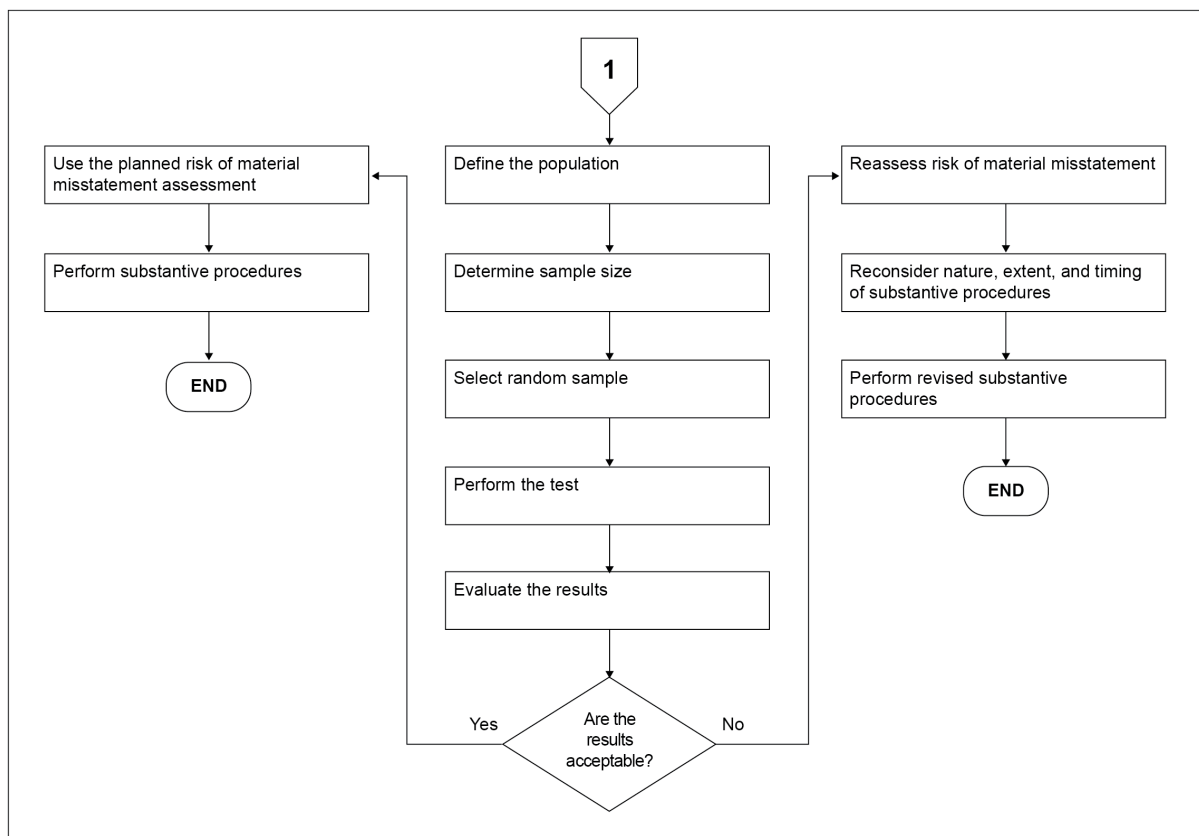 1
Define the population
Determine sample size
Select random sample
Perform the test
Evaluate the results
Are the
results
acceptable?
Yes
Use the planned risk of material
misstatement assessment
Perform substantive procedures
END
No
Reassess risk of material misstatement
Reconsider nature, extent, and timing
of substantive procedures
Perform revised substantive
procedures
END